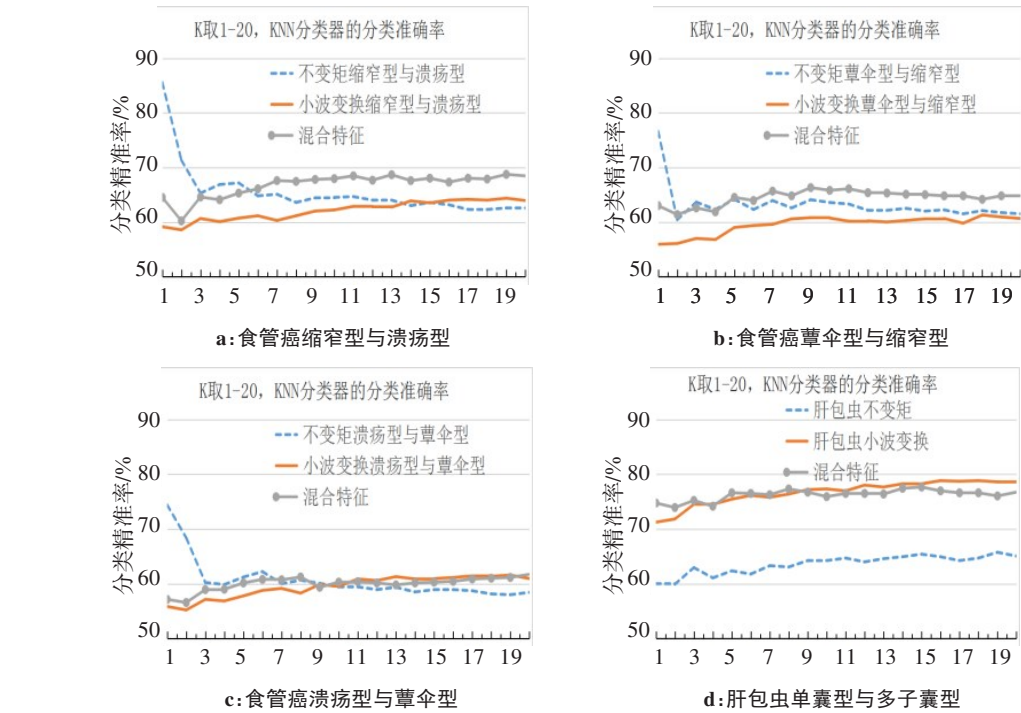 K取1-20, KNN分类器的分类准确率
分类精准率/%
90
80
70
60
50
不变矩缩窄型与溃疡型
小波变换缩窄型与溃疡型
混合特征
1 3 5 7 9 11 13 15 17 19
a:食管癌缩窄型与溃疡型
K取1-20, KNN分类器的分类准确率
分类精准率/%
90
80
70
60
50
不变矩蕈伞型与缩窄型
小波变换蕈伞型与缩窄型
混合特征
1 3 5 7 9 11 13 15 17 19
b:食管癌蕈伞型与缩窄型
K取1-20, KNN分类器的分类准确率
分类精准率/%
90
80
70
60
50
不变矩溃疡型与蕈伞型
小波变换溃疡型与蕈伞型
混合特征
1 3 5 7 9 11 13 15 17 19
c:食管癌溃疡型与蕈伞型
K取1-20, KNN分类器的分类准确率
分类精准率/%
90
80
70
60
50
肝包虫不变矩
肝包虫小波变换
混合特征
1 3 5 7 9 11 13 15 17 19
d:肝包虫单囊型与多子囊型